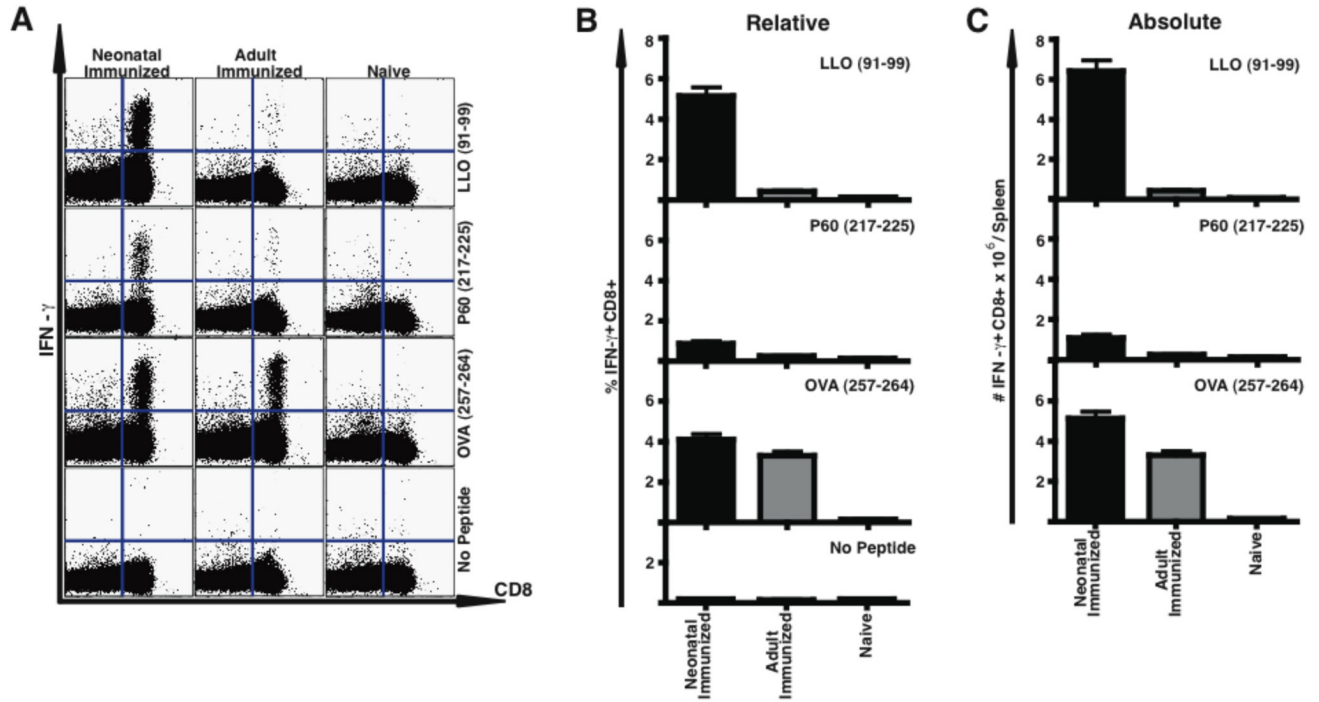 A
Neonatal
Immunized
Adult
Immunized
Naive
LLO (91-99)
P60 (217-225)
OVA (257-264)
No Peptide
IFN - γ
CD8
B
Relative
% IFN-γ+ CD8+
8
6
4
2
LLO (91-99)
6
4
2
P60 (217-225)
6
4
2
OVA (257-264)
2
No Peptide
Neonatal
Immunized
Adult
Immunized
Naive
C
Absolute
# IFN -γ+ CD8+ x 10^6 / Spleen
8
6
4
2
LLO (91-99)
6
4
2
P60 (217-225)
6
4
2
OVA (257-264)
Neonatal
Immunized
Adult
Immunized
Naive